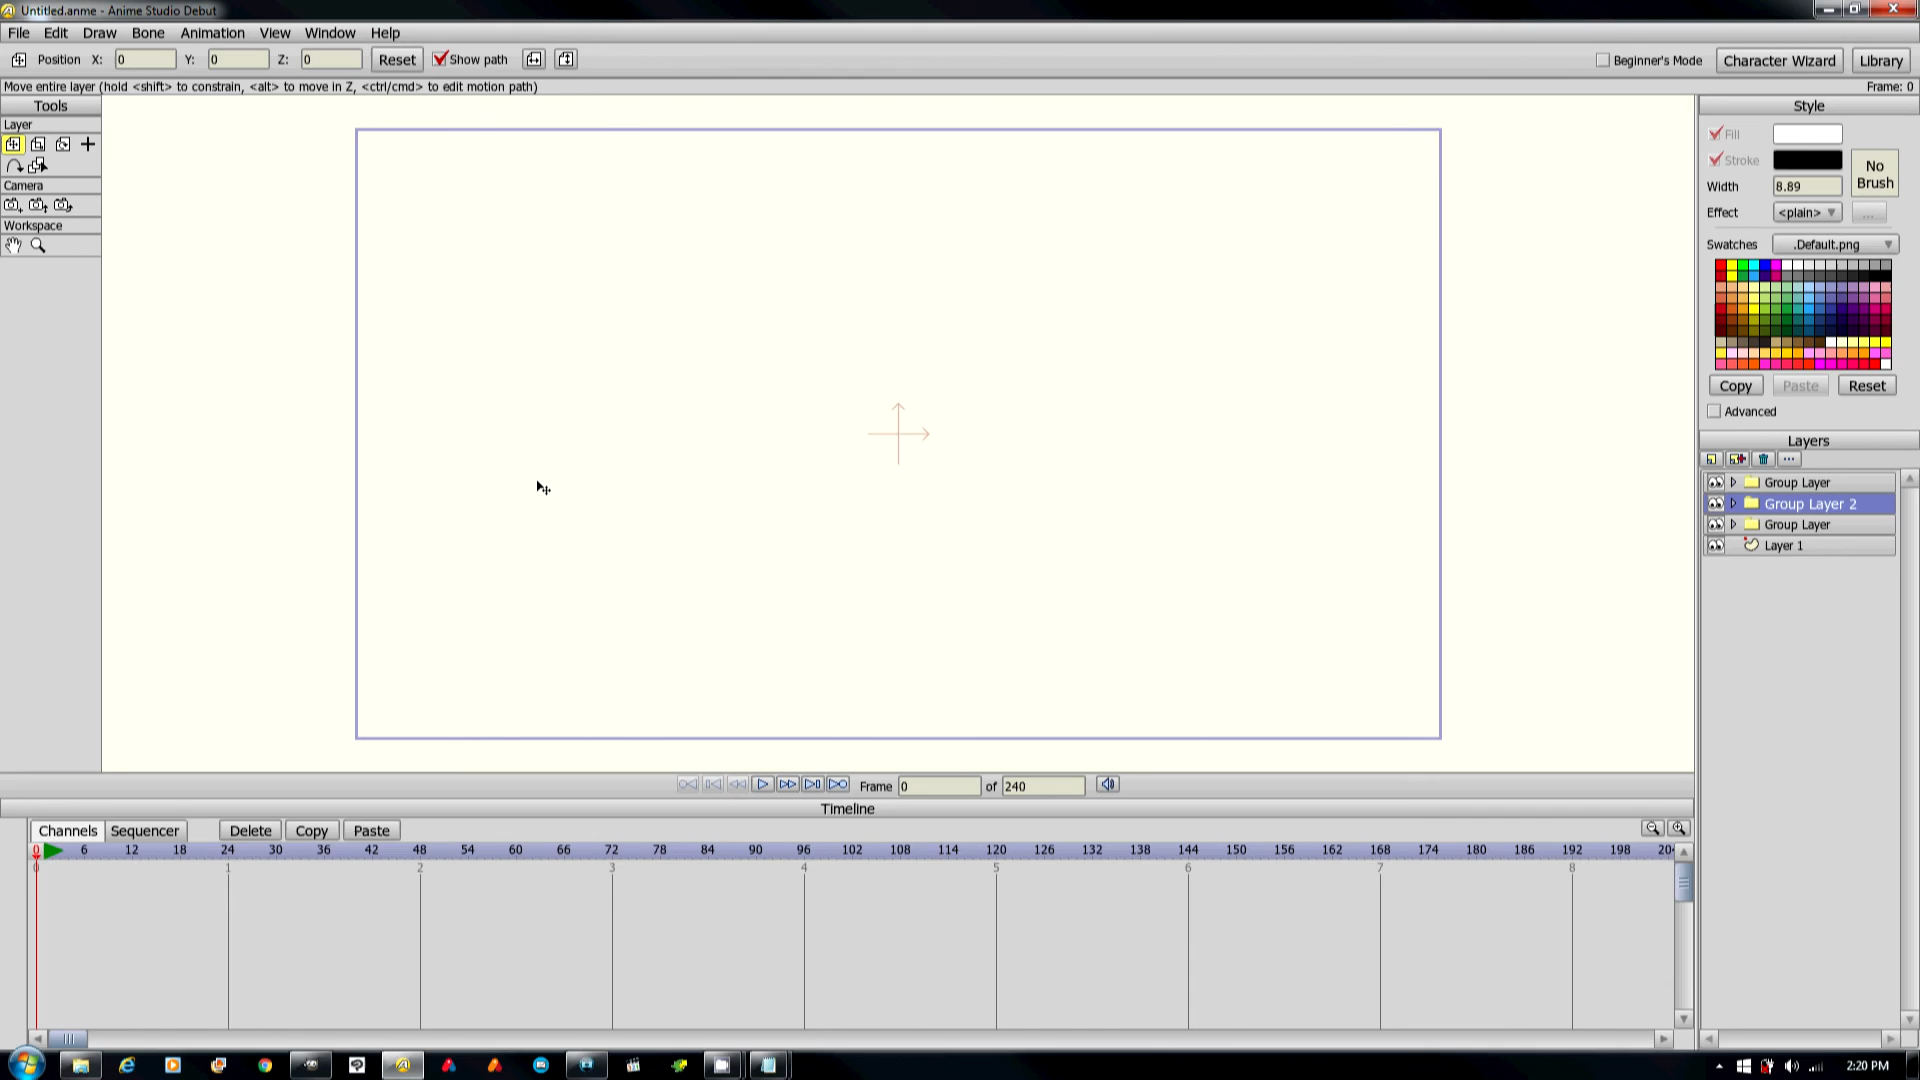 Untitled.anme - Anime Studio Debut
File Edit Draw Bone Animation View Window Help
Position X: 0 Y: 0 Z: 0 Reset Show path Beginner's Mode Character Wizard Library
Move entire layer (hold <shift> to constrain, <alt> to move in Z, <ctrl/cmd> to edit motion path) Frame: 0
Tools
Layer
Camera
Workspace
Style
Fill
Stroke
No Brush
Width 8.89
Effect <plain> ...
Swatches .Default.png
Copy Paste Reset
Advanced
Layers
...
Group Layer
Group Layer 2
Group Layer
Layer 1
Frame 0 of 240
Timeline
Channels Sequencer Delete Copy Paste
0 6 12 18 24 30 36 42 48 54 60 66 72 78 84 90 96 102 108 114 120 126 132 138 144 150 156 162 168 174 180 186 192 198 20
0 1 2 3 4 5 6 7 8
2:20 PM